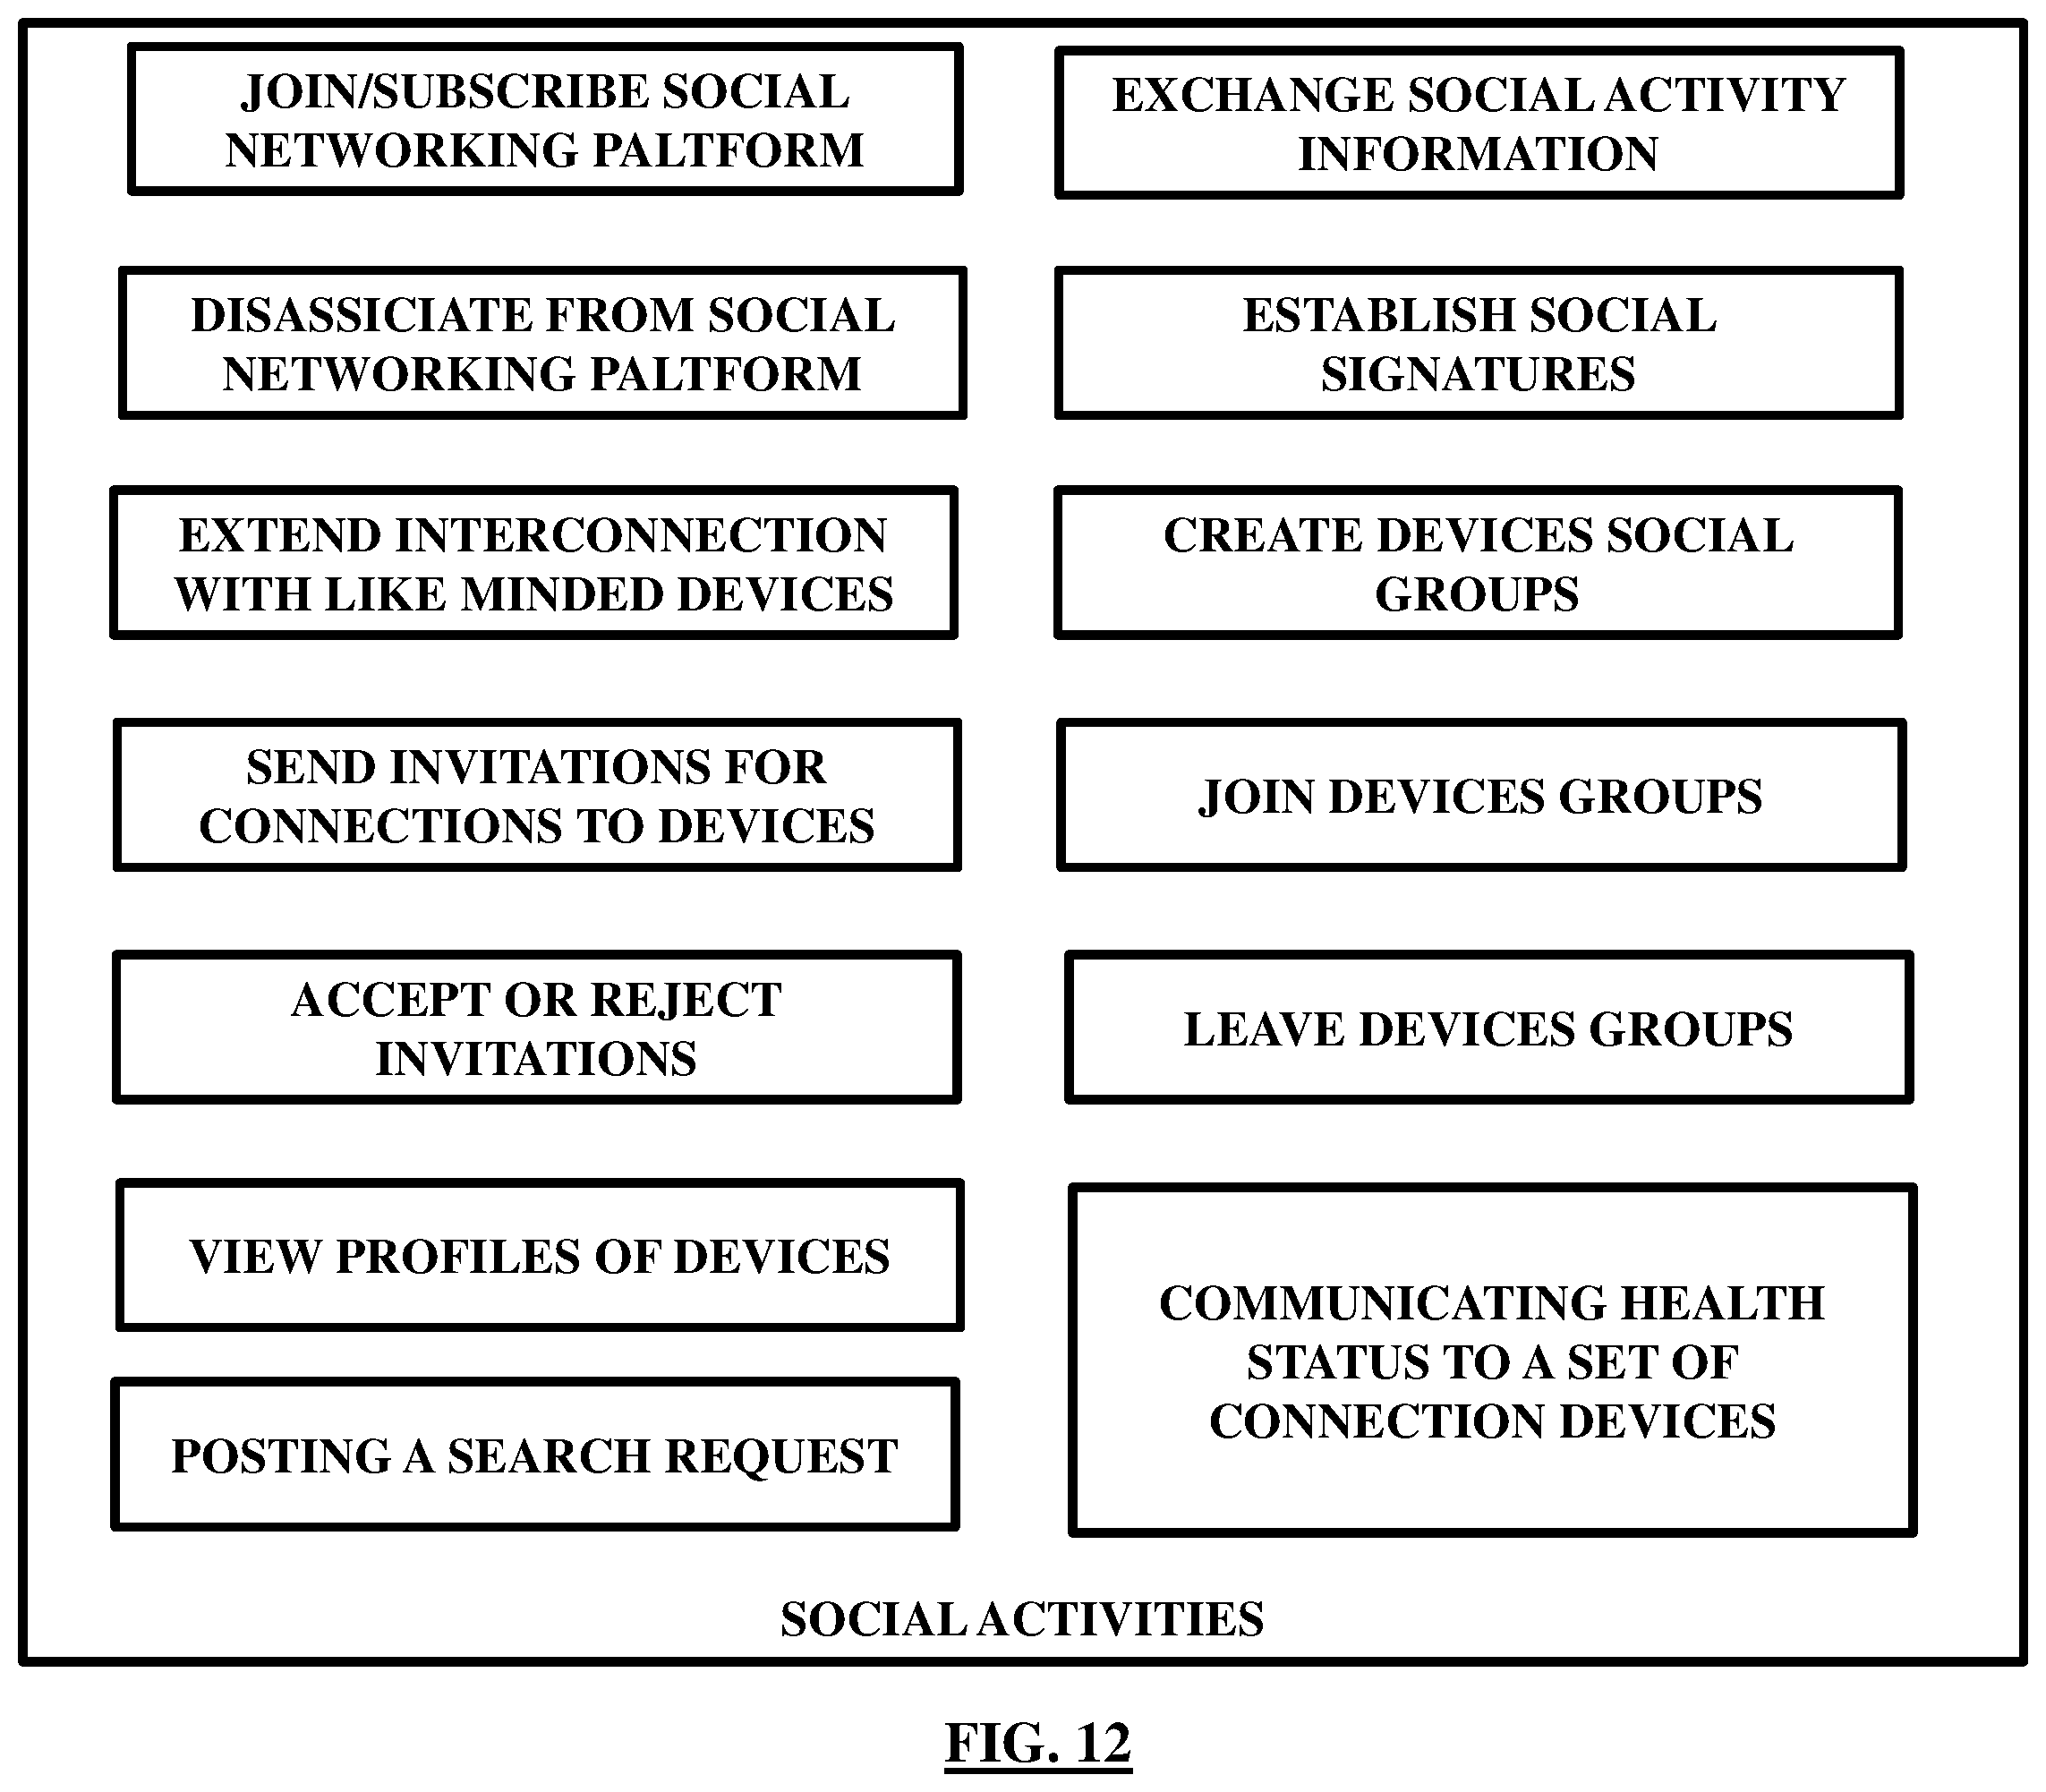 JOIN/SUBSCRIBE SOCIAL
NETWORKING PALTFORM
EXCHANGE SOCIAL ACTIVITY
INFORMATION
DISASSICIATE FROM SOCIAL
NETWORKING PALTFORM
ESTABLISH SOCIAL
SIGNATURES
EXTEND INTERCONNECTION
WITH LIKE MINDED DEVICES
CREATE DEVICES SOCIAL
GROUPS
SEND INVITATIONS FOR
CONNECTIONS TO DEVICES
JOIN DEVICES GROUPS
ACCEPT OR REJECT
INVITATIONS
LEAVE DEVICES GROUPS
VIEW PROFILES OF DEVICES
COMMUNICATING HEALTH
STATUS TO A SET OF
CONNECTION DEVICES
POSTING A SEARCH REQUEST
SOCIAL ACTIVITIES
FIG. 12